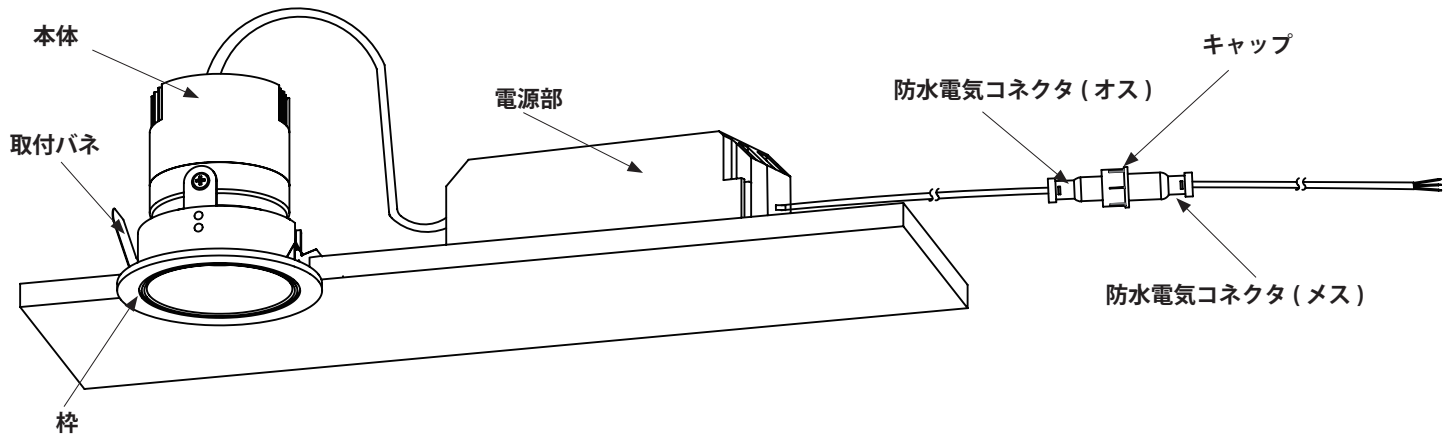 本体
キャップ
防水電気コネクタ ( オス )
電源部
取付バネ
防水電気コネクタ ( メス )
枠